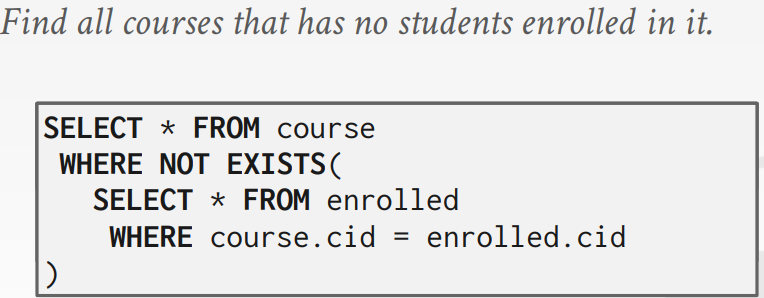 Find all courses that has no students enrolled in it.
SELECT * FROM course
WHERE NOT EXISTS(
SELECT * FROM enrolled
WHERE course.cid = enrolled.cid
)